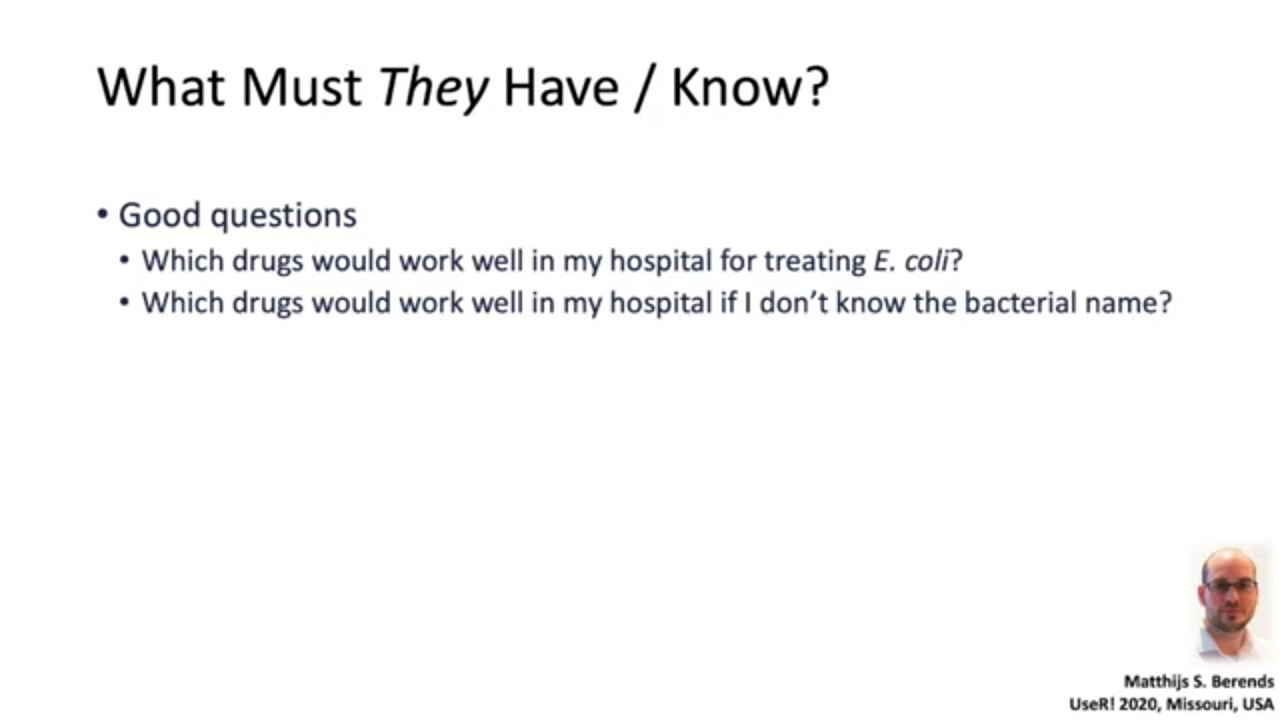 What Must They Have / Know?
• Good questions
• Which drugs would work well in my hospital for treating E. coli?
• Which drugs would work well in my hospital if I don’t know the bacterial name?
Matthijs S. Berends
UseR! 2020, Missouri, USA